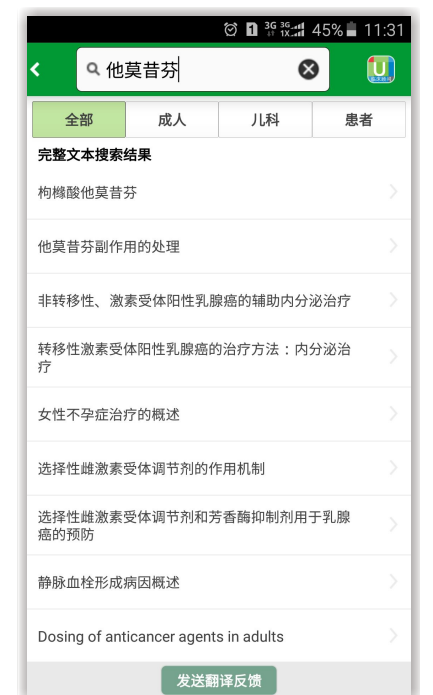 3G 3G 1X 45% 11:31
他莫昔芬
全部 成人 儿科 患者
完整文本搜索结果
枸橼酸他莫昔芬
他莫昔芬副作用的处理
非转移性、激素受体阳性乳腺癌的辅助内分泌治疗
转移性激素受体阳性乳腺癌的治疗方法：内分泌治
疗
女性不孕症治疗的概述
选择性雌激素受体调节剂的作用机制
选择性雌激素受体调节剂和芳香酶抑制剂用于乳腺
癌的预防
静脉血栓形成病因概述
Dosing of anticancer agents in adults
发送翻译反馈